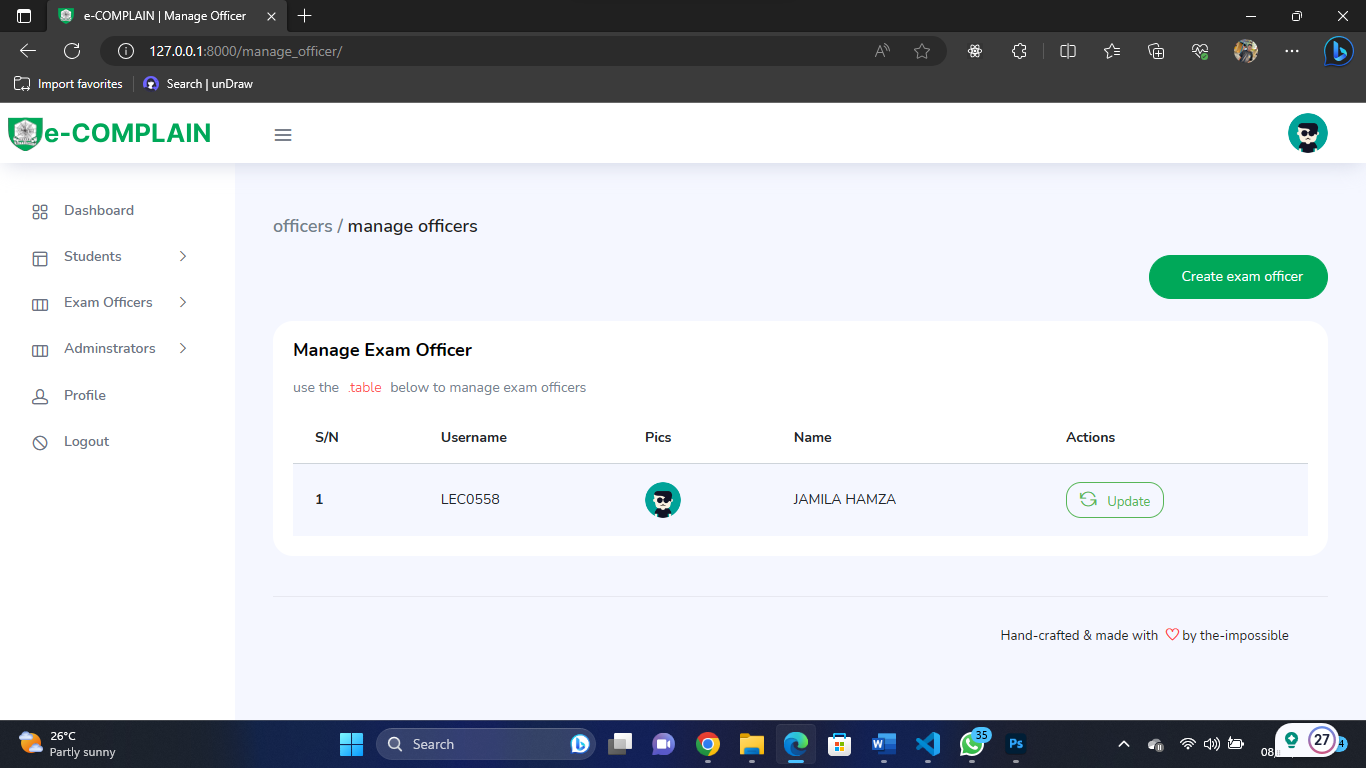 e-COMPLAIN | Manage Officer
127.0.0.1:8000/manage_officer/
Import favorites
Search | unDraw
e-COMPLAIN
Dashboard
Students
Exam Officers
Adminstrators
Profile
Logout
officers / manage officers
Create exam officer
Manage Exam Officer
use the .table below to manage exam officers
S/N Username Pics Name Actions
1 LEC0558 JAMILA HAMZA Update
Hand-crafted & made with by the-impossible
26°C
Partly sunny
Search
35
Ps
08
27
4